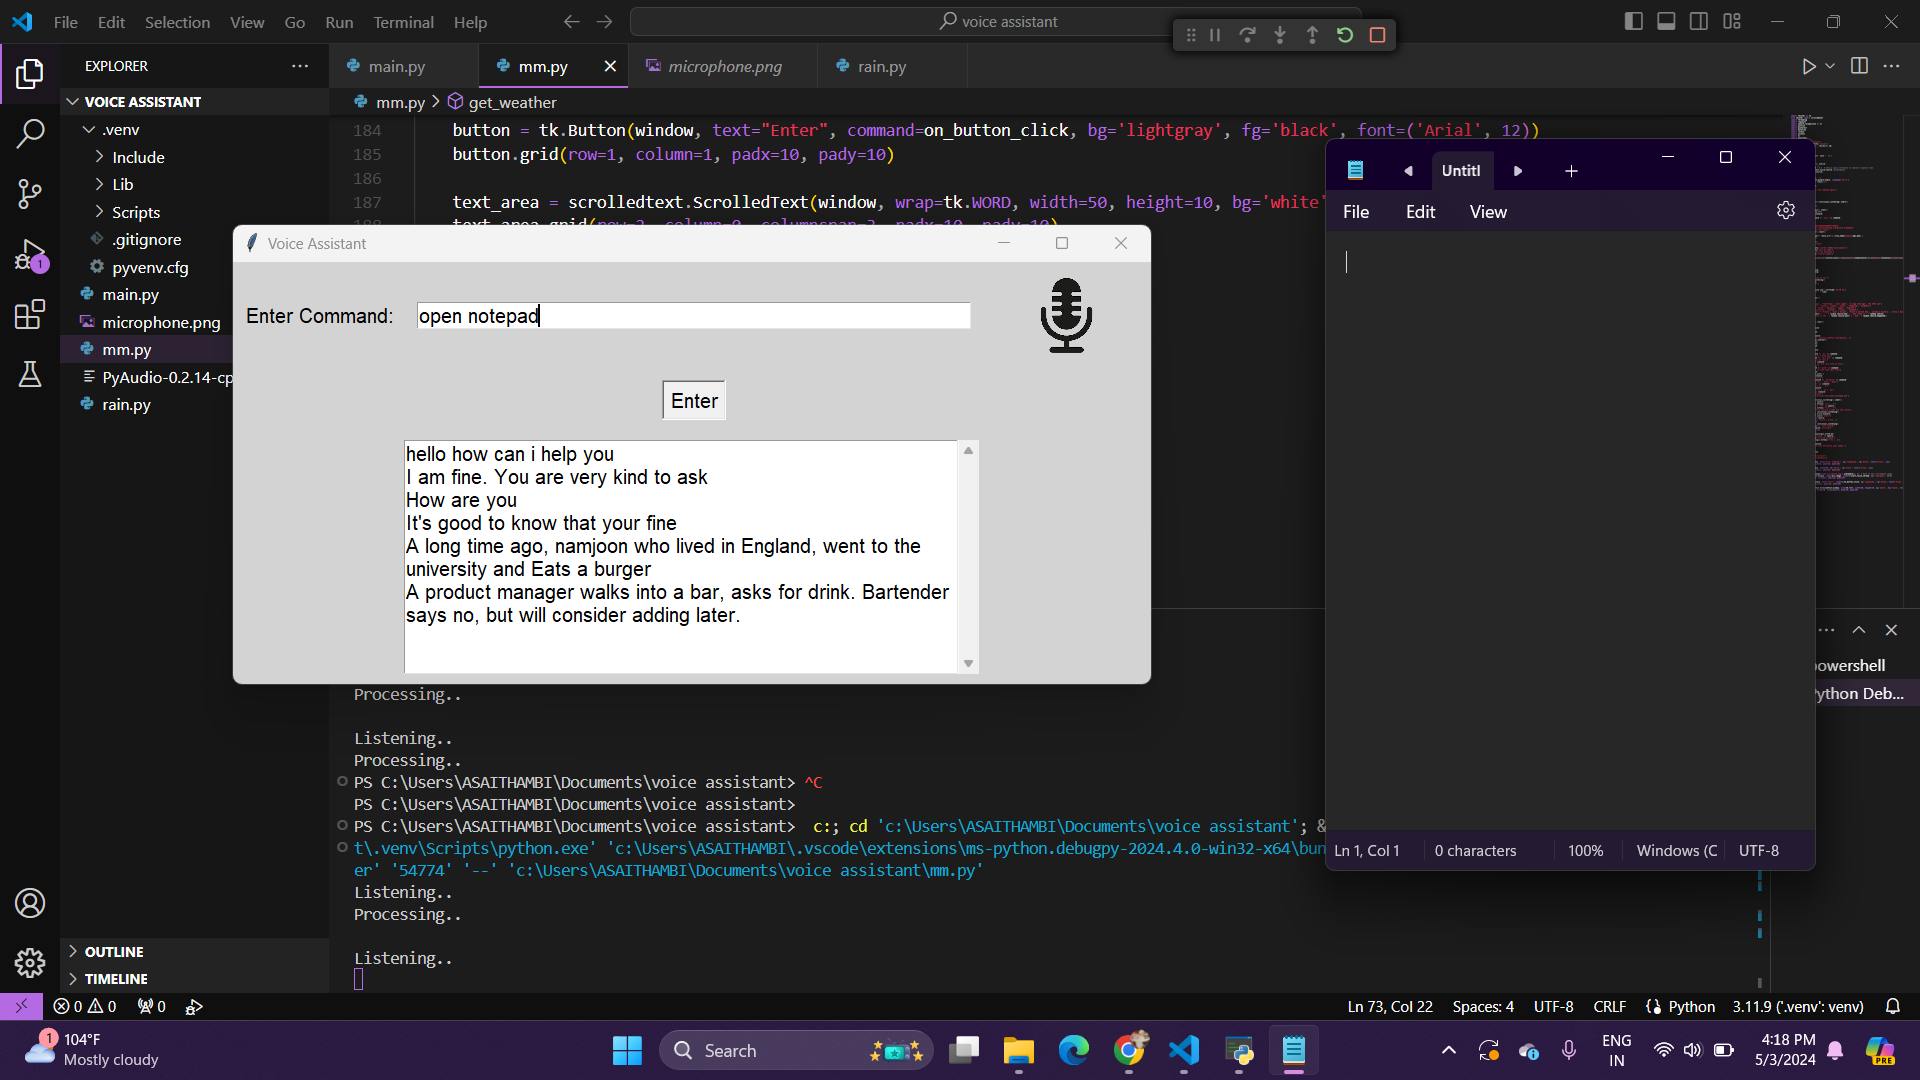 File Edit Selection View Go Run Terminal Help
voice assistant
EXPLORER
main.py
mm.py
microphone.png
rain.py
VOICE ASSISTANT
.venv
Include
Lib
Scripts
.gitignore
pyvenv.cfg
main.py
microphone.png
mm.py
PyAudio-0.2.14-cp
rain.py
OUTLINE
TIMELINE
mm.py > get_weather
184 button = tk.Button(window, text="Enter", command=on_button_click, bg='lightgray', fg='black', font=('Arial', 12))
185 button.grid(row=1, column=1, padx=10, pady=10)
186
187 text_area = scrolledtext.ScrolledText(window, wrap=tk.WORD, width=50, height=10, bg='white'
Voice Assistant
Enter Command: open notepad
Enter
hello how can i help you
I am fine. You are very kind to ask
How are you
It's good to know that your fine
A long time ago, namjoon who lived in England, went to the
university and Eats a burger
A product manager walks into a bar, asks for drink. Bartender
says no, but will consider adding later.
Untitl
File Edit View
Ln 1, Col 1 0 characters 100% Windows (C UTF-8
powershell
Python Deb...
Processing..
Listening..
Processing..
PS C:\Users\ASAITHAMBI\Documents\voice assistant> ^C
PS C:\Users\ASAITHAMBI\Documents\voice assistant>
PS C:\Users\ASAITHAMBI\Documents\voice assistant>  c:; cd 'c:\Users\ASAITHAMBI\Documents\voice assistant'; &
t\.venv\Scripts\python.exe' 'c:\Users\ASAITHAMBI\.vscode\extensions\ms-python.debugpy-2024.4.0-win32-x64\bun
er' '54774' '--' 'c:\Users\ASAITHAMBI\Documents\voice assistant\mm.py'
Listening..
Processing..
Listening..
0 0 0 Ln 73, Col 22 Spaces: 4 UTF-8 CRLF Python 3.11.9 ('.venv': venv)
1
104°F
Mostly cloudy
Search
ENG
IN
4:18 PM
5/3/2024
PRE